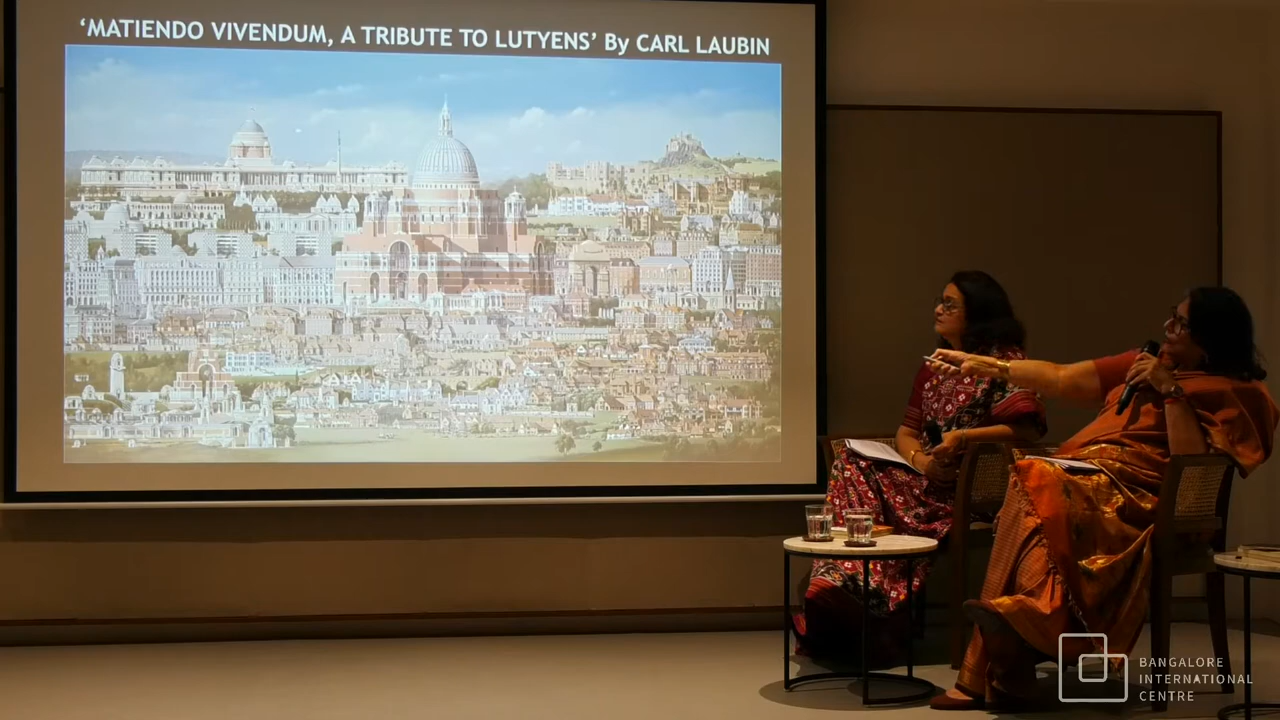 ‘MATIENDO VIVENDUM, A TRIBUTE TO LUTYENS’ By CARL LAUBIN
BANGALORE
INTERNATIONAL
CENTRE